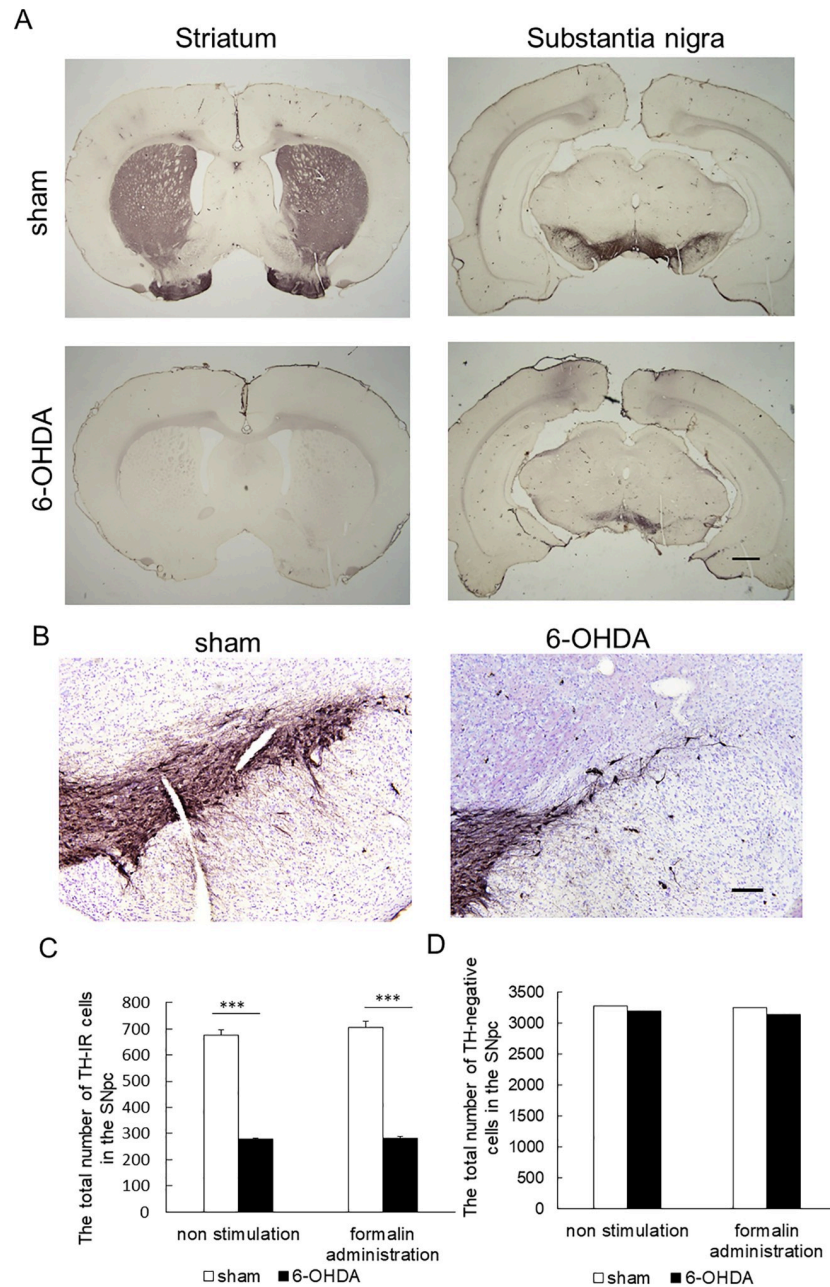 A
Striatum
Substantia nigra
sham
6-OHDA
B
sham
6-OHDA
C
The total number of TH-IR cells
in the SNpc
800
700
600
500
400
300
200
100
0
***
***
non stimulation
formalin
administration
sham
6-OHDA
D
The total number of TH-negative
cells in the SNpc
3500
3000
2500
2000
1500
1000
500
0
non stimulation
formalin
administration
sham
6-OHDA